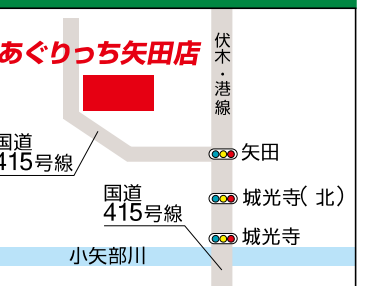 あぐりっち矢田店
伏木・港線
国道
415号線
矢田
国道
415号線
城光寺（北）
城光寺
小矢部川